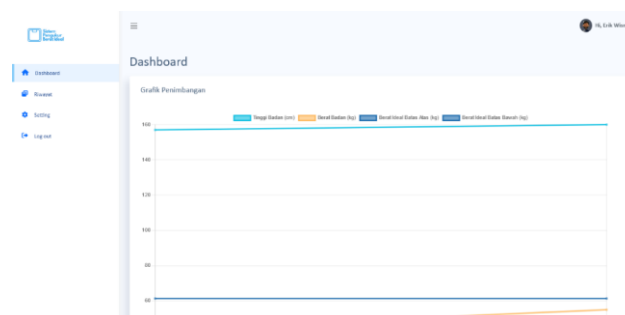 Hi, Erik
Dashboard
Dashboard
Riwayat
Setting
Log out
Grafik Penimbangan
Tinggi Badan (cm) Berat Badan (kg) Berat Ideal Batas Atas (kg) Berat Ideal Batas Bawah (kg)
160
140
120
100
80
60